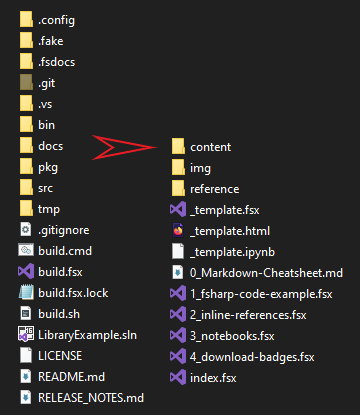 .config
.fake
.fsdocs
.git
.vs
bin
docs
pkg
src
tmp
.gitignore
build.cmd
build.fsx
build.fsx.lock
build.sh
LibraryExample.sln
LICENSE
README.md
RELEASE_NOTES.md
content
img
reference
_template.fsx
_template.html
_template.ipynb
0_Markdown-Cheatsheet.md
1_fsharp-code-example.fsx
2_inline-references.fsx
3_notebooks.fsx
4_download-badges.fsx
index.fsx